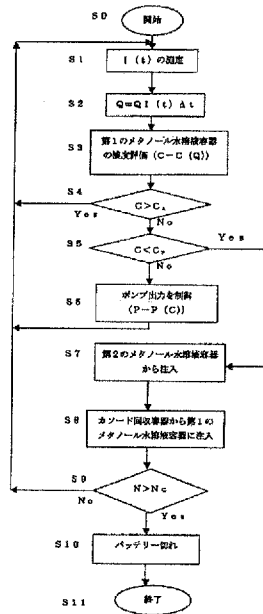 S0
開始
S1
I (t) の測定
S2
Q=QI (t) Δt
S3
第1のメタノール水溶液容器
の濃度評価 (C=C (Q))
S4
C>C
Yes
No
S5
C<C
Yes
No
S6
ポンプ出力を制御
(P=P (C))
S7
第2のメタノール水溶液容器
から注入
S8
カソード回収容器から第1の
メタノール水溶液容器に注入
S9
N>Nc
No
Yes
S10
バッテリー切れ
S11
終了